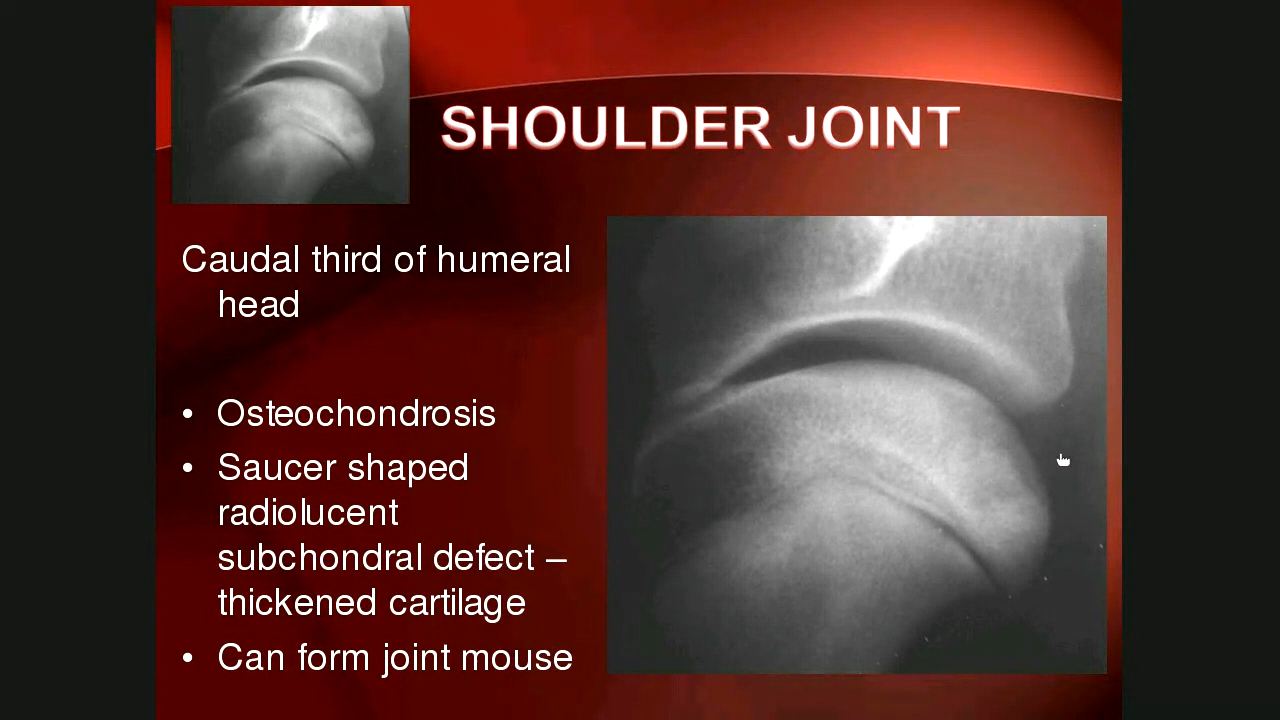 SHOULDER JOINT
Caudal third of humeral
head
• Osteochondrosis
• Saucer shaped
radiolucent
subchondral defect –
thickened cartilage
• Can form joint mouse